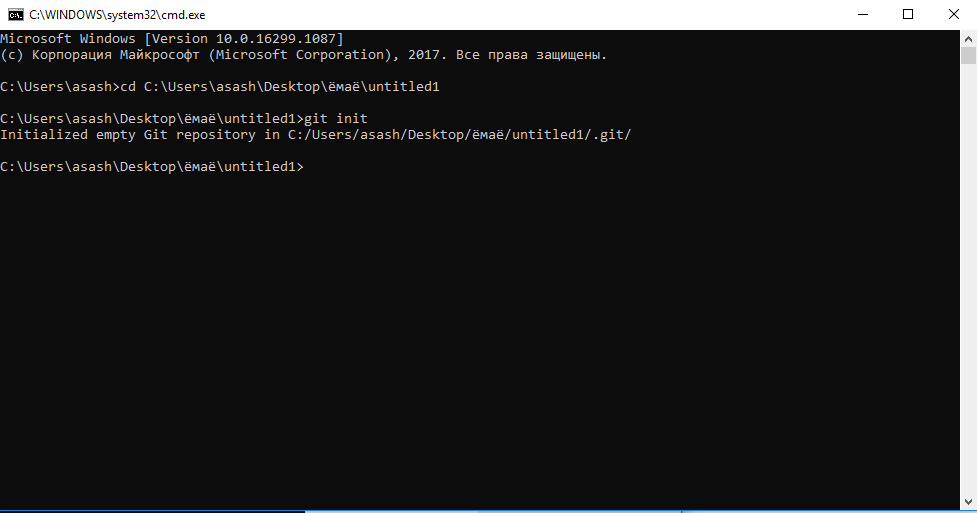 C:\WINDOWS\system32\cmd.exe
Microsoft Windows [Version 10.0.16299.1087]
(c) Корпорация Майкрософт (Microsoft Corporation), 2017. Все права защищены.
C:\Users\asash>cd C:\Users\asash\Desktop\ёмаё\untitled1
C:\Users\asash\Desktop\ёмаё\untitled1>git init
Initialized empty Git repository in C:/Users/asash/Desktop/ёмаё/untitled1/.git/
C:\Users\asash\Desktop\ёмаё\untitled1>